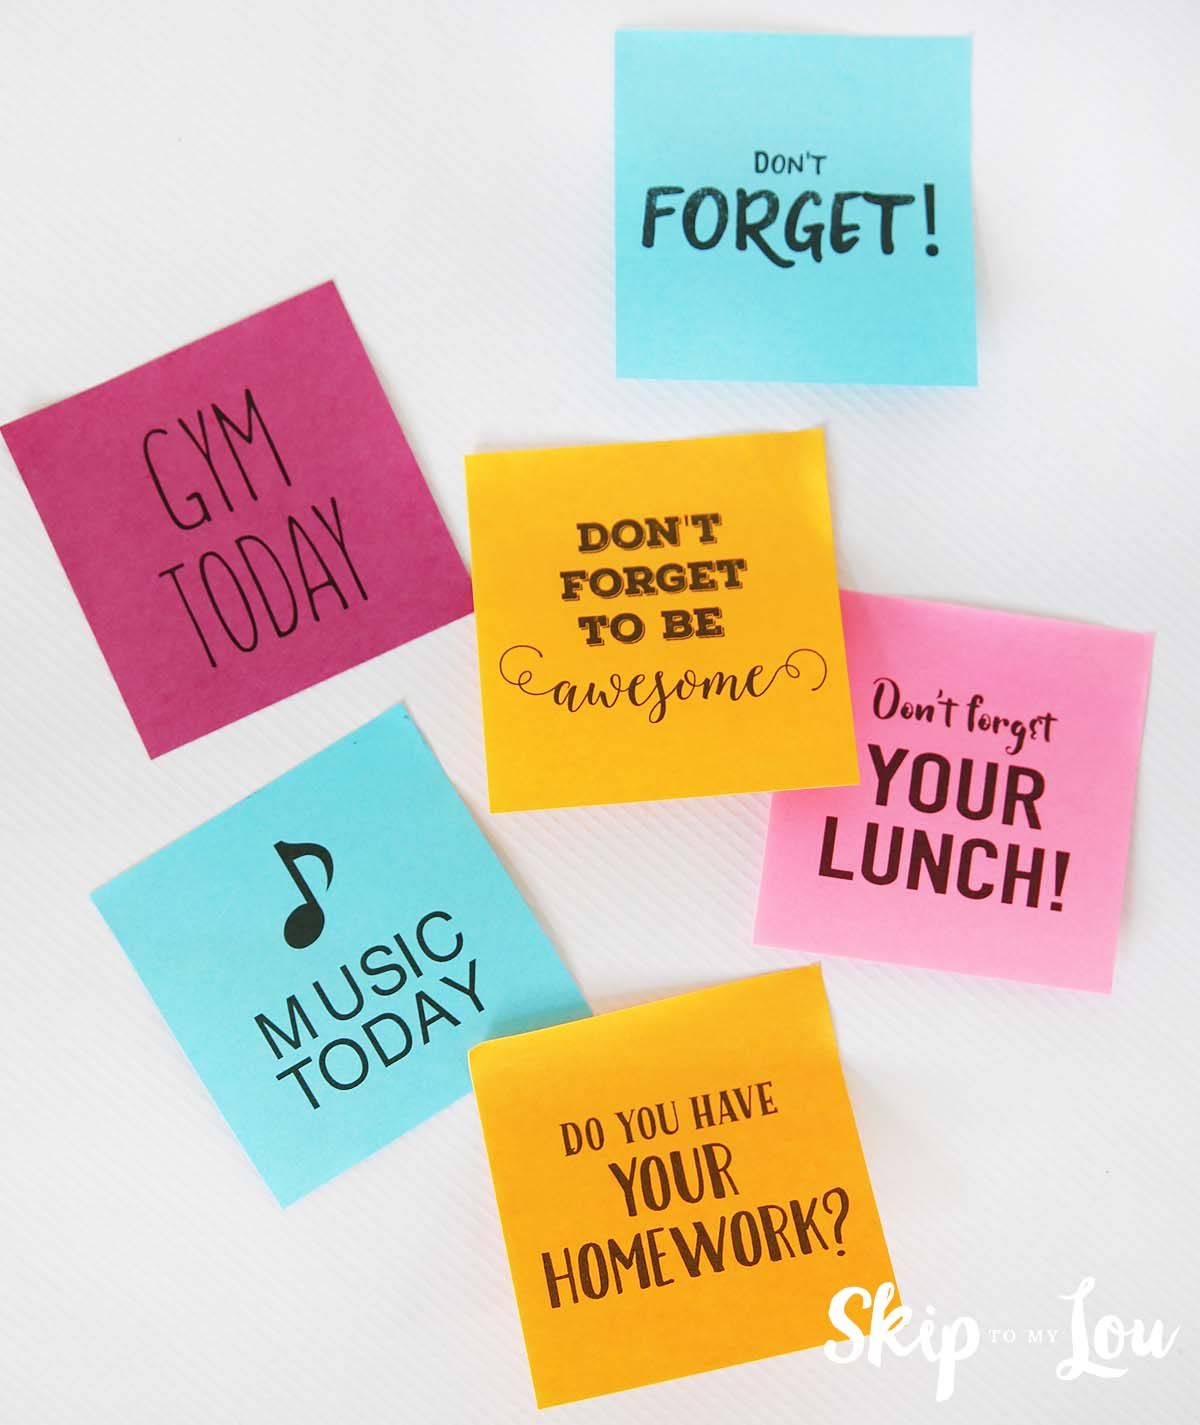 DON'T
FORGET!
GYM
TODAY
DON'T
FORGET
TO BE
awesome
Don't forget
YOUR
LUNCH!
MUSIC
TODAY
DO YOU HAVE
YOUR
HOMEWORK?
Skip TO MY Lou